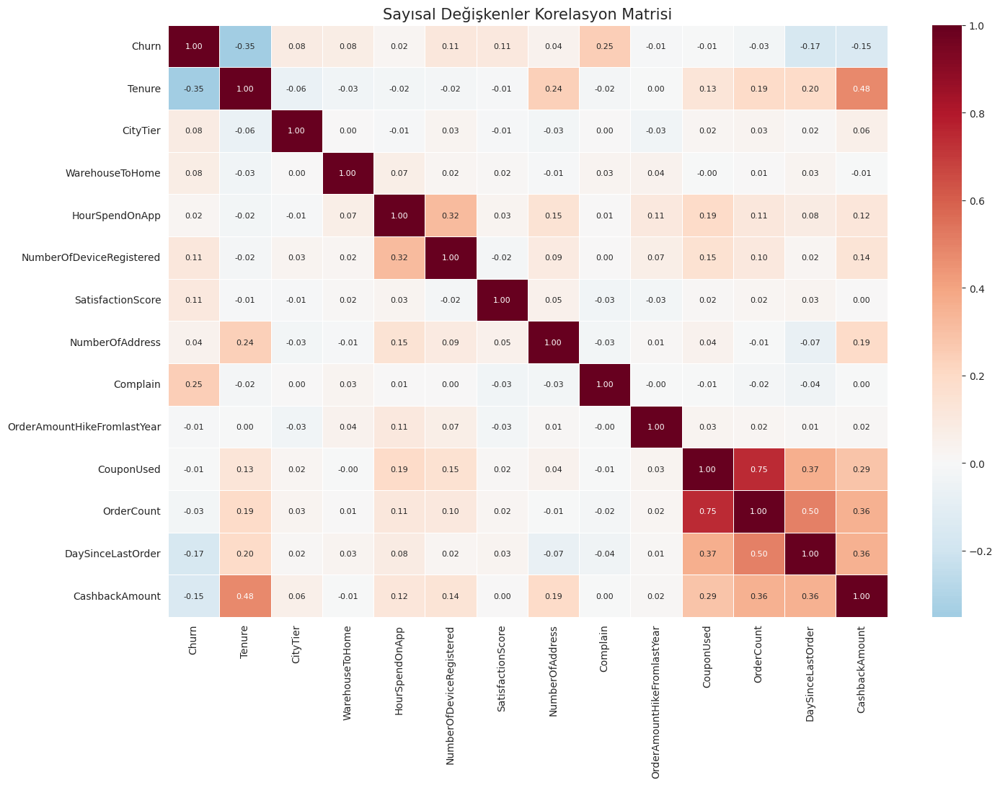 Sayısal Değişkenler Korelasyon Matrisi
Churn 1.00 -0.35 0.08 0.08 0.02 0.11 0.11 0.04 0.25 -0.01 -0.01 -0.03 -0.17 -0.15
Tenure -0.35 1.00 -0.06 -0.03 -0.02 -0.02 -0.01 0.24 -0.02 0.00 0.13 0.19 0.20 0.48
CityTier 0.08 -0.06 1.00 0.00 -0.01 0.03 -0.01 -0.03 0.00 -0.03 0.02 0.03 0.02 0.06
WarehouseToHome 0.08 -0.03 0.00 1.00 0.07 0.02 0.02 -0.01 0.03 0.04 -0.00 0.01 0.03 -0.01
HourSpendOnApp 0.02 -0.02 -0.01 0.07 1.00 0.32 0.03 0.15 0.01 0.11 0.19 0.11 0.08 0.12
NumberOfDeviceRegistered 0.11 -0.02 0.03 0.02 0.32 1.00 -0.02 0.09 0.00 0.07 0.15 0.10 0.02 0.14
SatisfactionScore 0.11 -0.01 -0.01 0.02 0.03 -0.02 1.00 0.05 -0.03 -0.03 0.02 0.02 0.03 0.00
NumberOfAddress 0.04 0.24 -0.03 -0.01 0.15 0.09 0.05 1.00 -0.03 0.01 0.04 -0.01 -0.07 0.19
Complain 0.25 -0.02 0.00 0.03 0.01 0.00 -0.03 -0.03 1.00 -0.00 -0.01 -0.02 -0.04 0.00
OrderAmountHikeFromlastYear -0.01 0.00 -0.03 0.04 0.11 0.07 -0.03 0.01 -0.00 1.00 0.03 0.02 0.01 0.02
CouponUsed -0.01 0.13 0.02 -0.00 0.19 0.15 0.02 0.04 -0.01 0.03 1.00 0.75 0.37 0.29
OrderCount -0.03 0.19 0.03 0.01 0.11 0.10 0.02 -0.01 -0.02 0.02 0.75 1.00 0.50 0.36
DaySinceLastOrder -0.17 0.20 0.02 0.03 0.08 0.02 0.03 -0.07 -0.04 0.01 0.37 0.50 1.00 0.36
CashbackAmount -0.15 0.48 0.06 -0.01 0.12 0.14 0.00 0.19 0.00 0.02 0.29 0.36 0.36 1.00
Churn
Tenure
CityTier
WarehouseToHome
HourSpendOnApp
NumberOfDeviceRegistered
SatisfactionScore
NumberOfAddress
Complain
OrderAmountHikeFromlastYear
CouponUsed
OrderCount
DaySinceLastOrder
CashbackAmount
1.0
0.8
0.6
0.4
0.2
0.0
−0.2